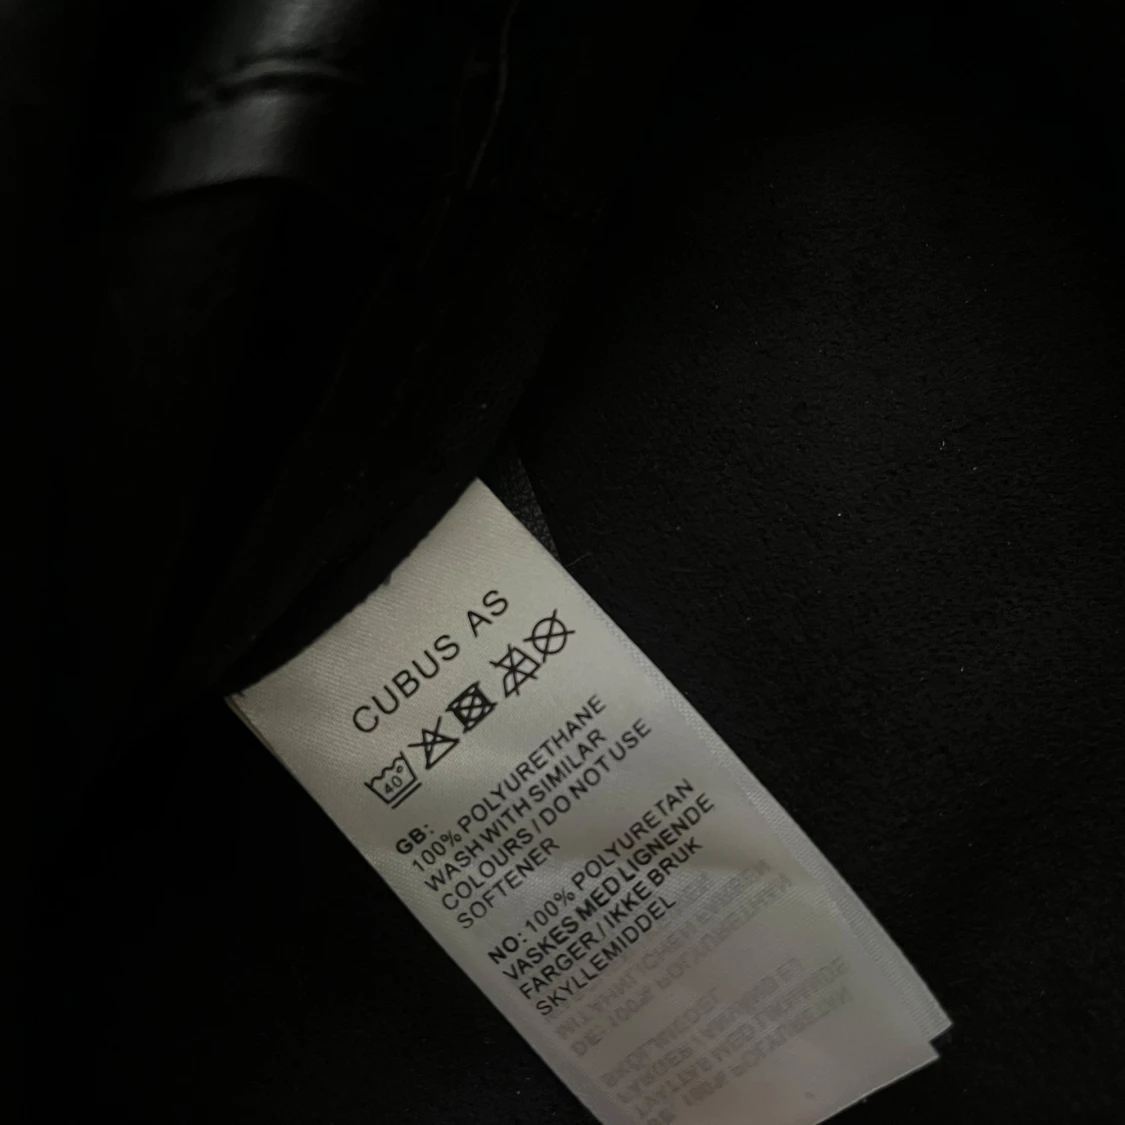 CUBUS AS
40°
GB:
100% POLYURETHANE
WASH WITH SIMILAR
COLOURS / DO NOT USE
SOFTENER
NO: 100% POLYURETAN
VASKES MED LIGNENDE
FARGER / IKKE BRUK
SKYLLEMIDDEL